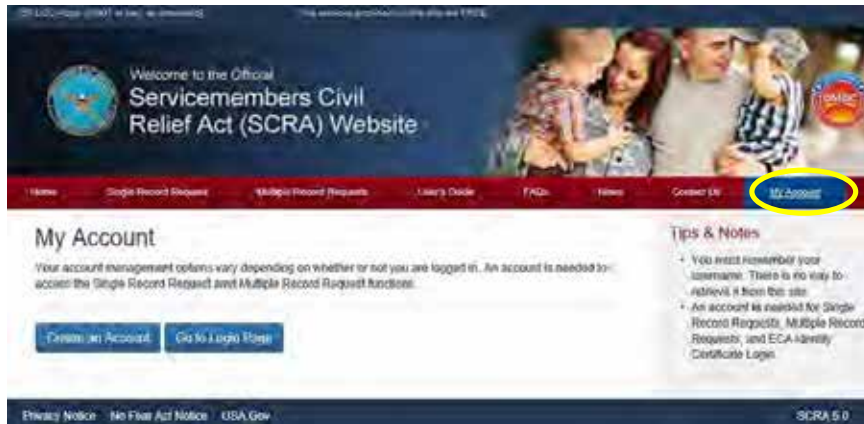 Welcome to the Official
Servicemembers Civil
Relief Act (SCRA) Website
Home Single Record Request Multiple Record Requests User's Guide FAQs News Contact Us My Account
My Account
Your account management options vary depending on whether or not you are logged in. An account is needed to
access the Single Record Request and Multiple Record Request functions.
Create an Account Go to Login Page
Tips & Notes
• You must remember your
username. There is no way to
retrieve it from this site.
• An account is needed for Single
Record Requests, Multiple Record
Requests, and ECA Identity
Certificate Login.
Privacy Notice No Fear Act Notice USA.Gov SCRA 5.0